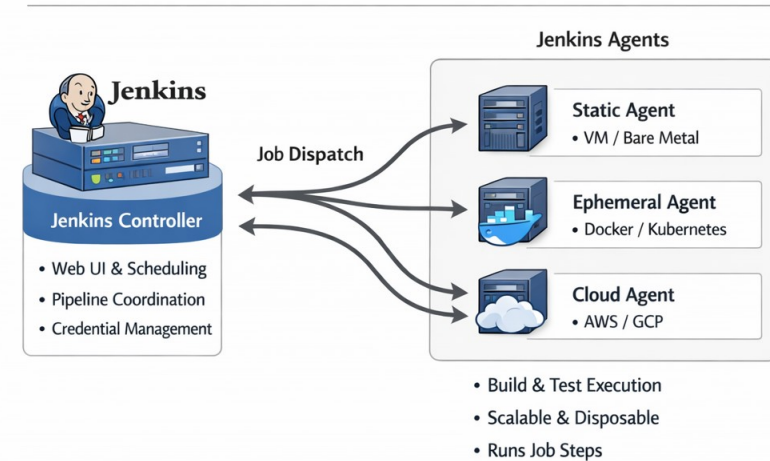 Jenkins Agents
Jenkins
Job Dispatch
Jenkins Controller
• Web UI & Scheduling
• Pipeline Coordination
• Credential Management
Static Agent
• VM / Bare Metal
Ephemeral Agent
• Docker / Kubernetes
Cloud Agent
• AWS / GCP
• Build & Test Execution
• Scalable & Disposable
• Runs Job Steps